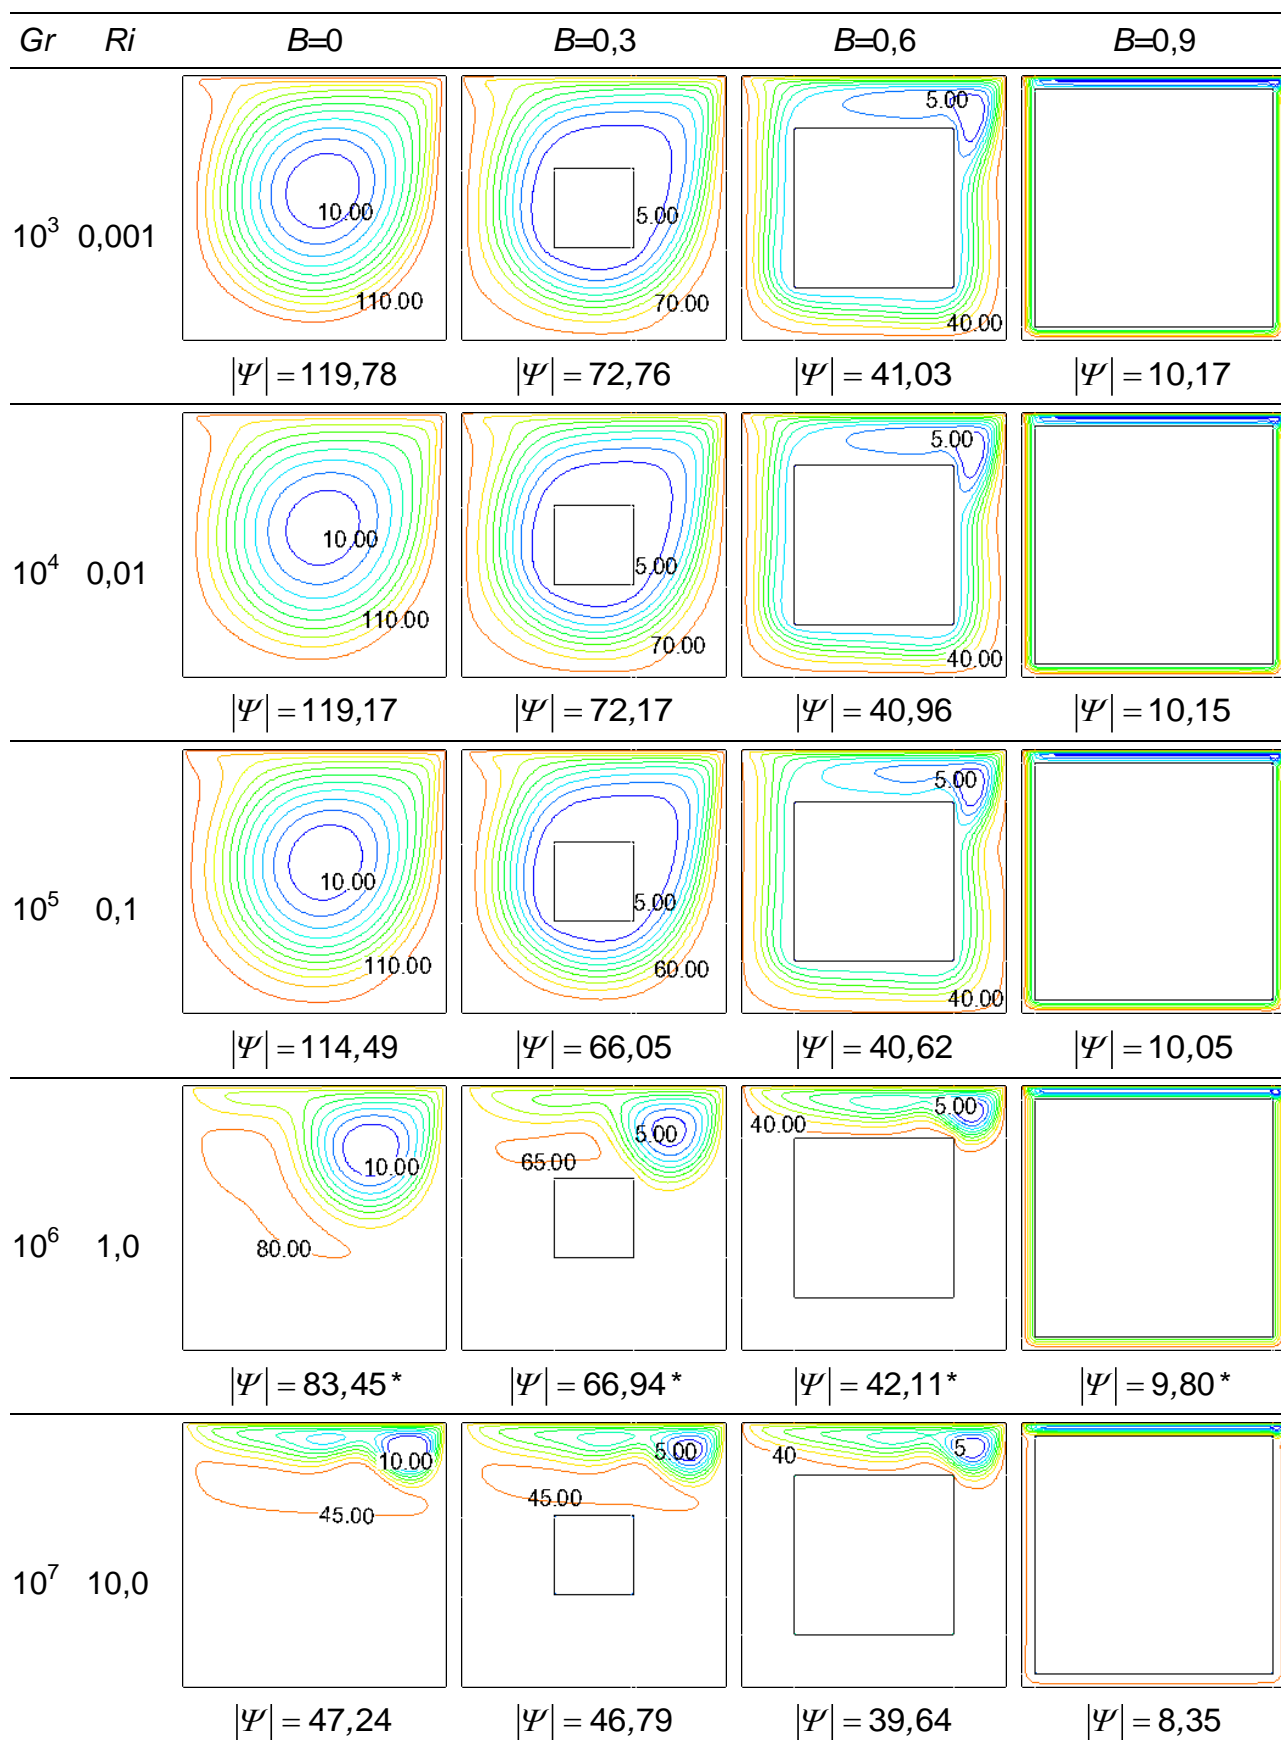 Gr Ri B=0 B=0,3 B=0,6 B=0,9
10.00 110.00 5.00 70.00 5.00 40.00
10³ 0,001
|Ψ| = 119,78 |Ψ| = 72,76 |Ψ| = 41,03 |Ψ| = 10,17
10.00 110.00 5.00 70.00 5.00 40.00
10⁴ 0,01
|Ψ| = 119,17 |Ψ| = 72,17 |Ψ| = 40,96 |Ψ| = 10,15
10.00 110.00 5.00 60.00 5.00 40.00
10⁵ 0,1
|Ψ| = 114,49 |Ψ| = 66,05 |Ψ| = 40,62 |Ψ| = 10,05
10.00 80.00 5.00 65.00 5.00 40.00
10⁶ 1,0
|Ψ| = 83,45* |Ψ| = 66,94* |Ψ| = 42,11* |Ψ| = 9,80*
10.00 45.00 5.00 45.00 5 40
10⁷ 10,0
|Ψ| = 47,24 |Ψ| = 46,79 |Ψ| = 39,64 |Ψ| = 8,35